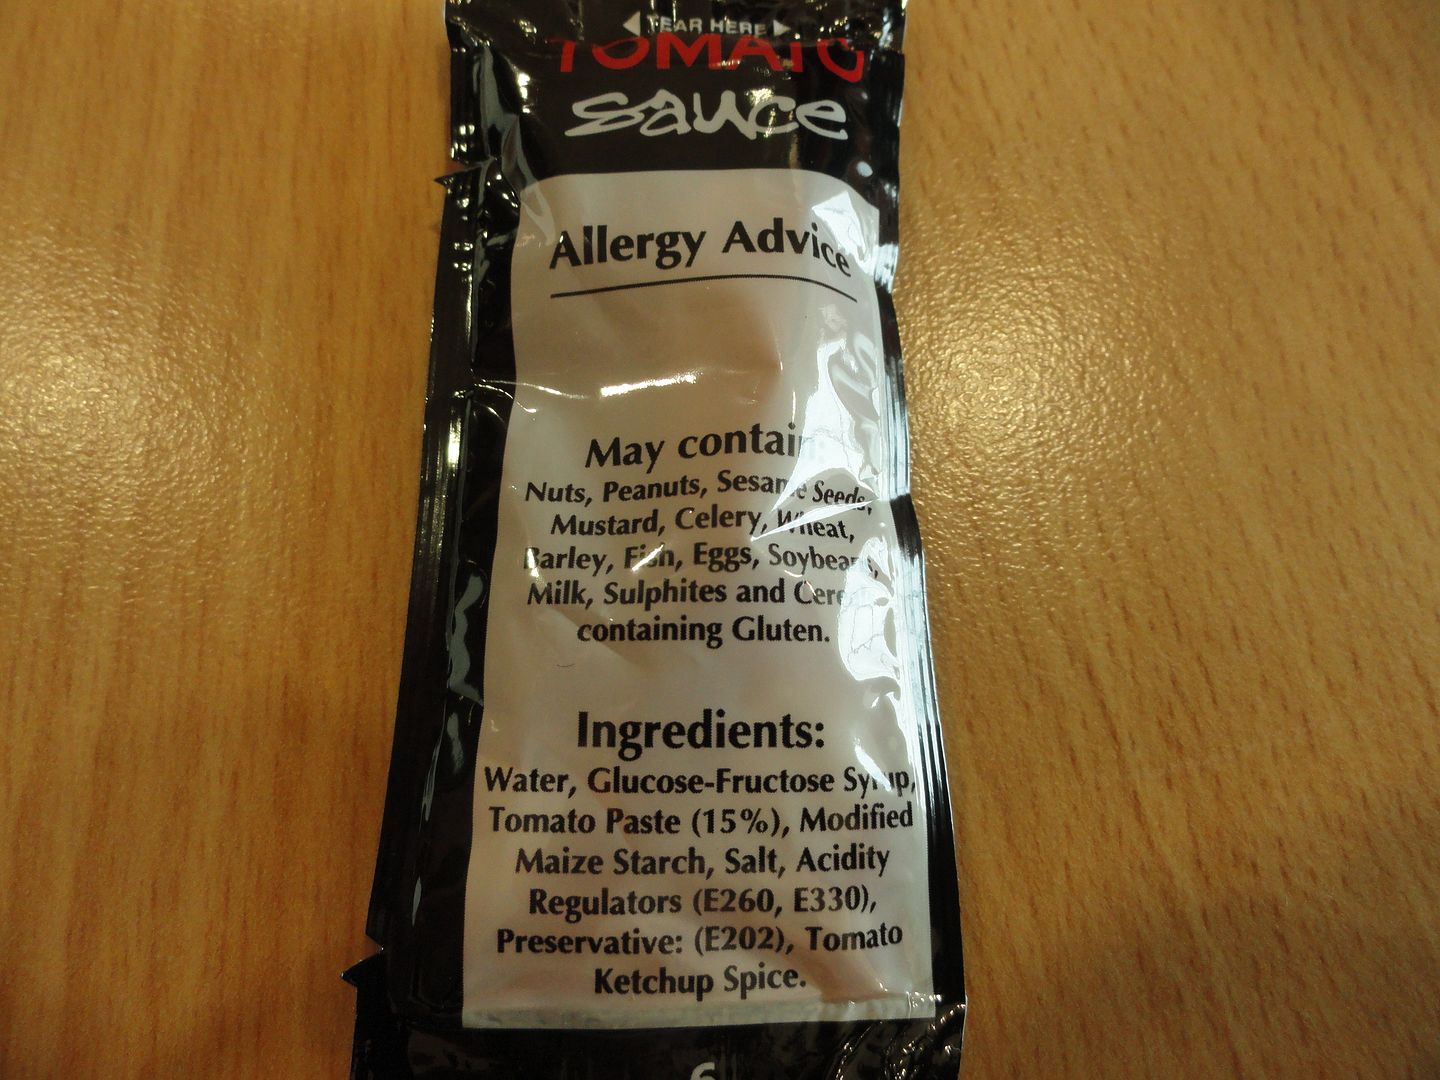 TEAR HERE
TOMATO
sauce
Allergy Advice
May contain
Nuts, Peanuts, Sesame Seeds,
Mustard, Celery, Wheat,
Barley, Fish, Eggs, Soybeans,
Milk, Sulphites and
containing Gluten.
Ingredients:
Water, Glucose-Fructose Syrup,
Tomato Paste (15%), Modified
Maize Starch, Salt, Acidity
Regulators (E260, E330),
Preservative: (E202), Tomato
Ketchup Spice.